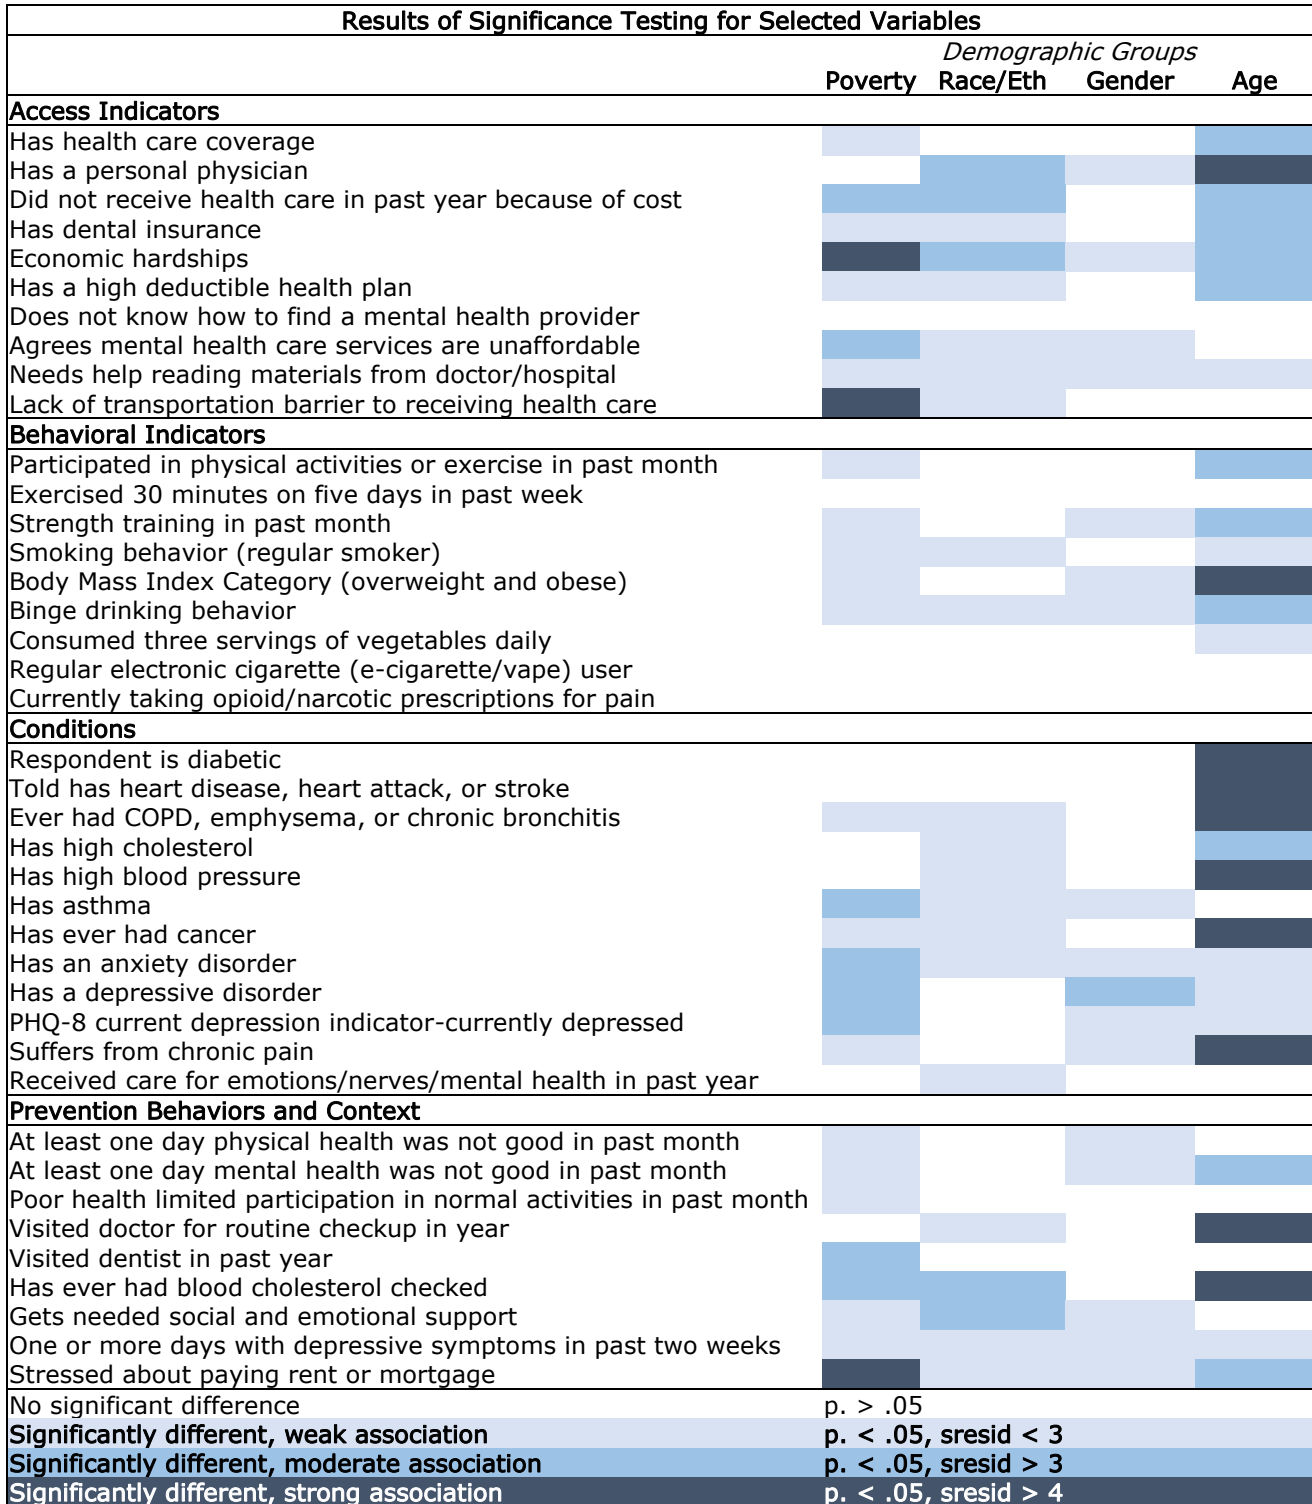 Results of Significance Testing for Selected Variables
Demographic Groups
Poverty Race/Eth Gender Age
Access Indicators
Has health care coverage
Has a personal physician
Did not receive health care in past year because of cost
Has dental insurance
Economic hardships
Has a high deductible health plan
Does not know how to find a mental health provider
Agrees mental health care services are unaffordable
Needs help reading materials from doctor/hospital
Lack of transportation barrier to receiving health care
Behavioral Indicators
Participated in physical activities or exercise in past month
Exercised 30 minutes on five days in past week
Strength training in past month
Smoking behavior (regular smoker)
Body Mass Index Category (overweight and obese)
Binge drinking behavior
Consumed three servings of vegetables daily
Regular electronic cigarette (e-cigarette/vape) user
Currently taking opioid/narcotic prescriptions for pain
Conditions
Respondent is diabetic
Told has heart disease, heart attack, or stroke
Ever had COPD, emphysema, or chronic bronchitis
Has high cholesterol
Has high blood pressure
Has asthma
Has ever had cancer
Has an anxiety disorder
Has a depressive disorder
PHQ-8 current depression indicator-currently depressed
Suffers from chronic pain
Received care for emotions/nerves/mental health in past year
Prevention Behaviors and Context
At least one day physical health was not good in past month
At least one day mental health was not good in past month
Poor health limited participation in normal activities in past month
Visited doctor for routine checkup in year
Visited dentist in past year
Has ever had blood cholesterol checked
Gets needed social and emotional support
One or more days with depressive symptoms in past two weeks
Stressed about paying rent or mortgage
No significant difference p. > .05
Significantly different, weak association p. < .05, sresid < 3
Significantly different, moderate association p. < .05, sresid > 3
Significantly different, strong association p. < .05, sresid > 4